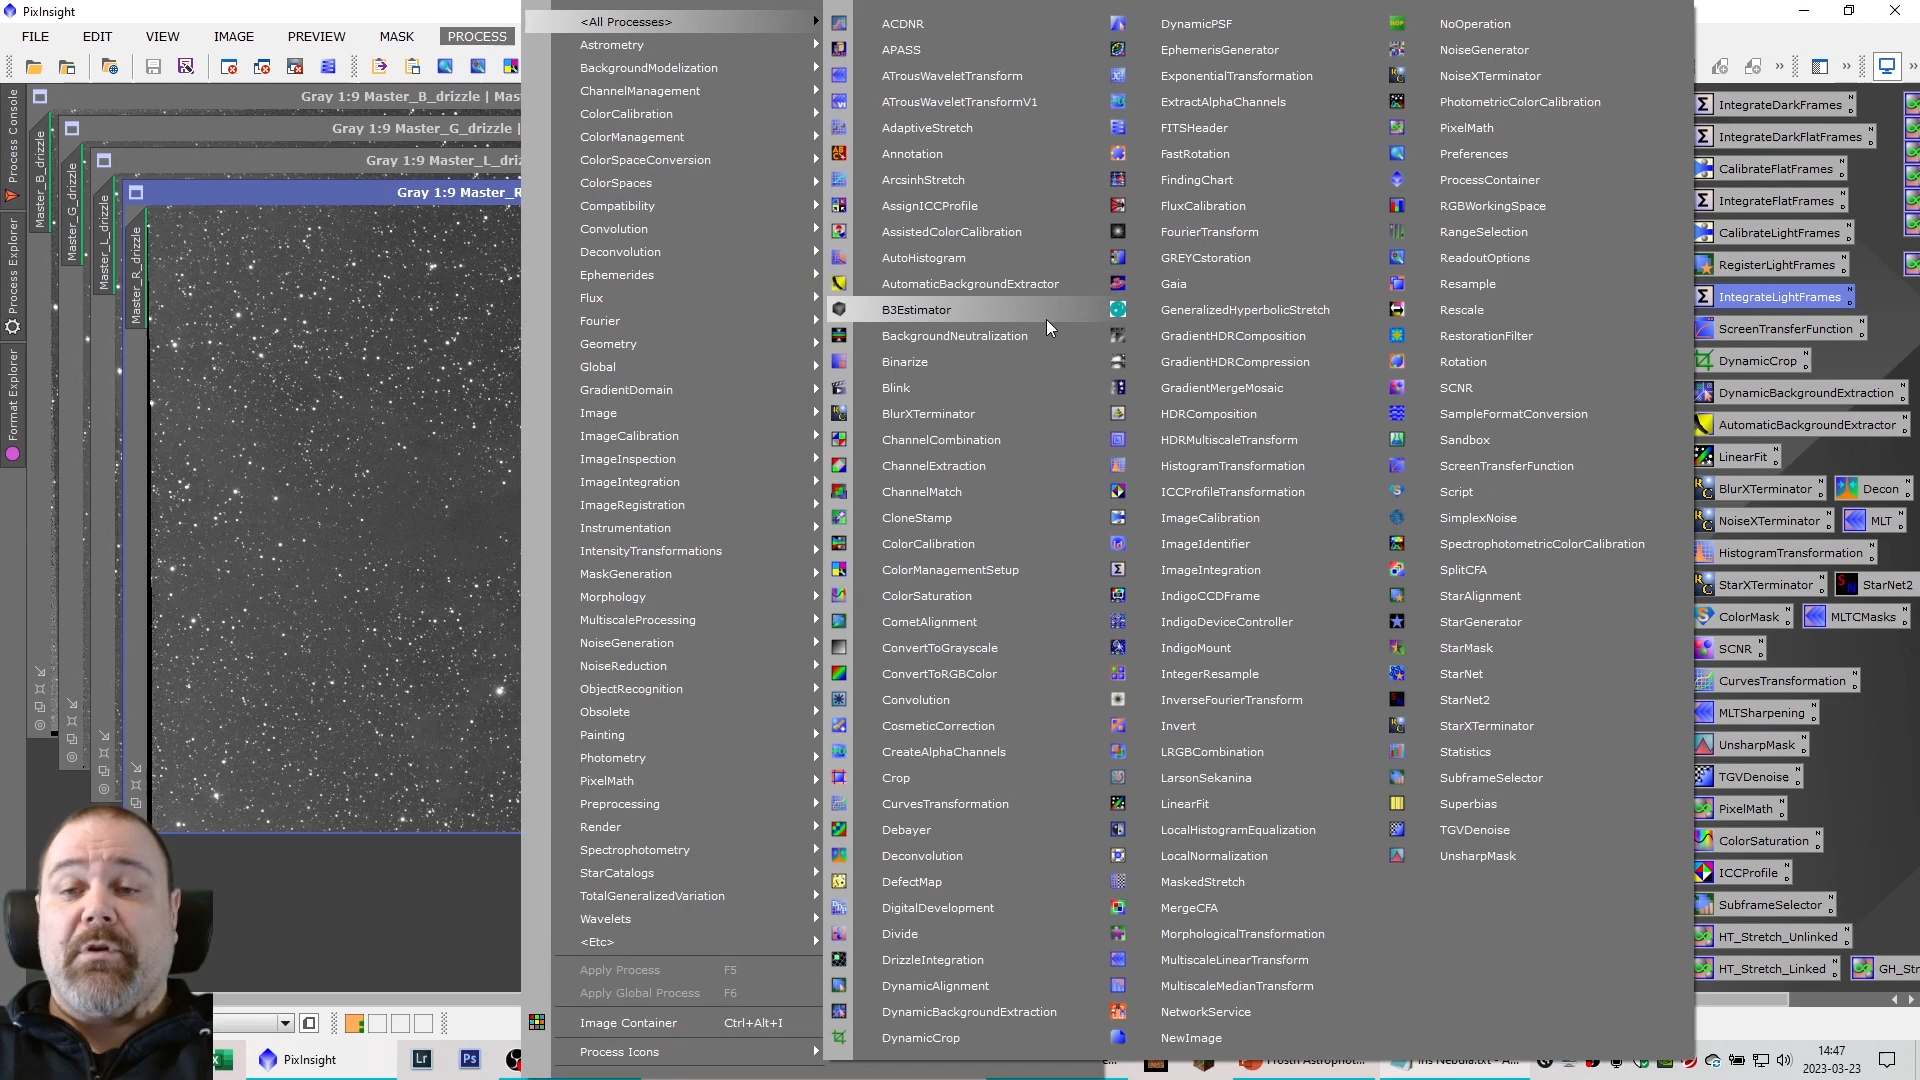 PixInsight
FILE EDIT VIEW IMAGE PREVIEW MASK PROCESS
Process Console
Process Explorer
Format Explorer
Gray 1:9 Master_B_drizzle | Mas
Gray 1:9 Master_G_drizzle |
Gray 1:9 Master_L_driz
Gray 1:9 Master_R
Master_B_drizzle
Master_G_drizzle
Master_L_drizzle
Master_R_drizzle
<All Processes>
Astrometry
BackgroundModelization
ChannelManagement
ColorCalibration
ColorManagement
ColorSpaceConversion
ColorSpaces
Compatibility
Convolution
Deconvolution
Ephemerides
Flux
Fourier
Geometry
Global
GradientDomain
Image
ImageCalibration
ImageInspection
ImageIntegration
ImageRegistration
Instrumentation
IntensityTransformations
MaskGeneration
Morphology
MultiscaleProcessing
NoiseGeneration
NoiseReduction
ObjectRecognition
Obsolete
Painting
Photometry
PixelMath
Preprocessing
Render
Spectrophotometry
StarCatalogs
TotalGeneralizedVariation
Wavelets
<Etc>
Apply Process F5
Apply Global Process F6
Image Container Ctrl+Alt+I
Process Icons
ACDNR
APASS
ATrousWaveletTransform
ATrousWaveletTransformV1
AdaptiveStretch
Annotation
ArcsinhStretch
AssignICCProfile
AssistedColorCalibration
AutoHistogram
AutomaticBackgroundExtractor
B3Estimator
BackgroundNeutralization
Binarize
Blink
BlurXTerminator
ChannelCombination
ChannelExtraction
ChannelMatch
CloneStamp
ColorCalibration
ColorManagementSetup
ColorSaturation
CometAlignment
ConvertToGrayscale
ConvertToRGBColor
Convolution
CosmeticCorrection
CreateAlphaChannels
Crop
CurvesTransformation
Debayer
Deconvolution
DefectMap
DigitalDevelopment
Divide
DrizzleIntegration
DynamicAlignment
DynamicBackgroundExtraction
DynamicCrop
DynamicPSF
EphemerisGenerator
ExponentialTransformation
ExtractAlphaChannels
FITSHeader
FastRotation
FindingChart
FluxCalibration
FourierTransform
GREYCstoration
Gaia
GeneralizedHyperbolicStretch
GradientHDRComposition
GradientHDRCompression
GradientMergeMosaic
HDRComposition
HDRMultiscaleTransform
HistogramTransformation
ICCProfileTransformation
ImageCalibration
ImageIdentifier
ImageIntegration
IndigoCCDFrame
IndigoDeviceController
IndigoMount
IntegerResample
InverseFourierTransform
Invert
LRGBCombination
LarsonSekanina
LinearFit
LocalHistogramEqualization
LocalNormalization
MaskedStretch
MergeCFA
MorphologicalTransformation
MultiscaleLinearTransform
MultiscaleMedianTransform
NetworkService
NewImage
NoOperation
NoiseGenerator
NoiseXTerminator
PhotometricColorCalibration
PixelMath
Preferences
ProcessContainer
RGBWorkingSpace
RangeSelection
ReadoutOptions
Resample
Rescale
RestorationFilter
Rotation
SCNR
SampleFormatConversion
Sandbox
ScreenTransferFunction
Script
SimplexNoise
SpectrophotometricColorCalibration
SplitCFA
StarAlignment
StarGenerator
StarMask
StarNet
StarNet2
StarXTerminator
Statistics
SubframeSelector
Superbias
TGVDenoise
UnsharpMask
IntegrateDarkFrames
IntegrateDarkFlatFrames
CalibrateFlatFrames
IntegrateFlatFrames
CalibrateLightFrames
RegisterLightFrames
IntegrateLightFrames
ScreenTransferFunction
DynamicCrop
DynamicBackgroundExtraction
AutomaticBackgroundExtractor
LinearFit
BlurXTerminator Decon
NoiseXTerminator MLT
HistogramTransformation
StarXTerminator StarNet2
ColorMask MLTCMasks
SCNR
CurvesTransformation
MLTSharpening
UnsharpMask
TGVDenoise
PixelMath
ColorSaturation
ICCProfile
SubframeSelector
HT_Stretch_Unlinked
HT_Stretch_Linked GH_Str
PixInsight
Lr
Ps
14:47
2023-03-23